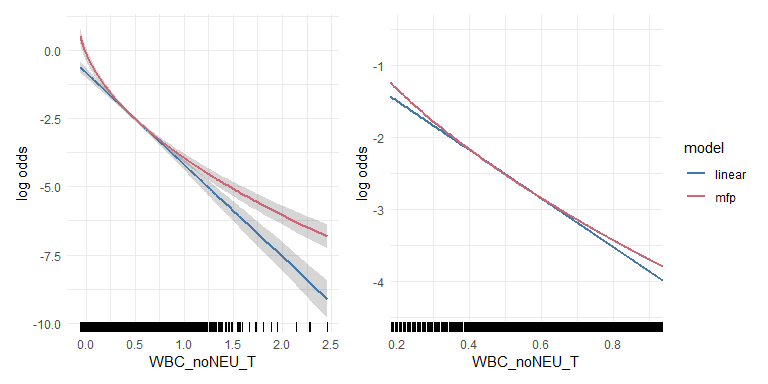 0.0
-2.5
-5.0
-7.5
-10.0
log odds
0.0 0.5 1.0 1.5 2.0 2.5
WBC_noNEU_T
-1
-2
-3
-4
log odds
0.2 0.4 0.6 0.8
WBC_noNEU_T
model
linear
mfp